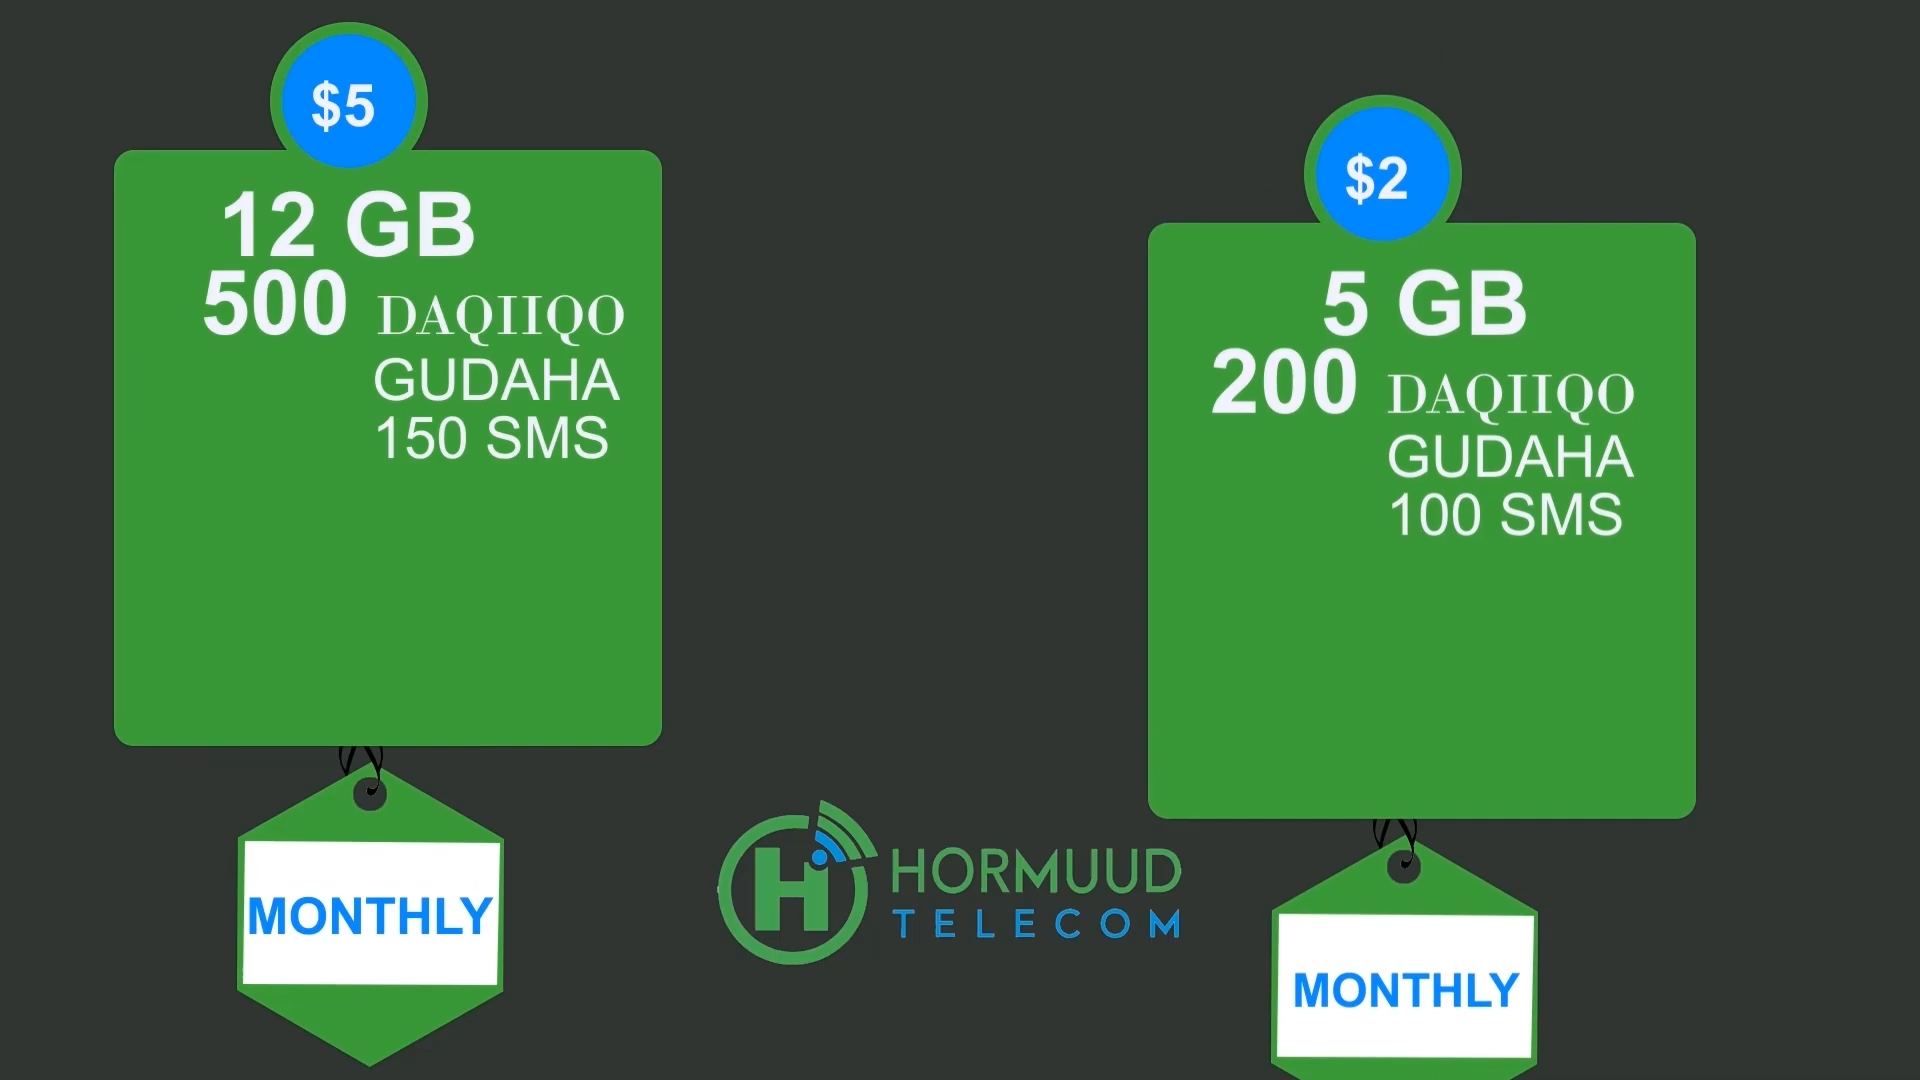 $5
12 GB
500 DAQIIQO
GUDAHA
150 SMS
MONTHLY
$2
5 GB
200 DAQIIQO
GUDAHA
100 SMS
MONTHLY
HORMUUD
TELECOM